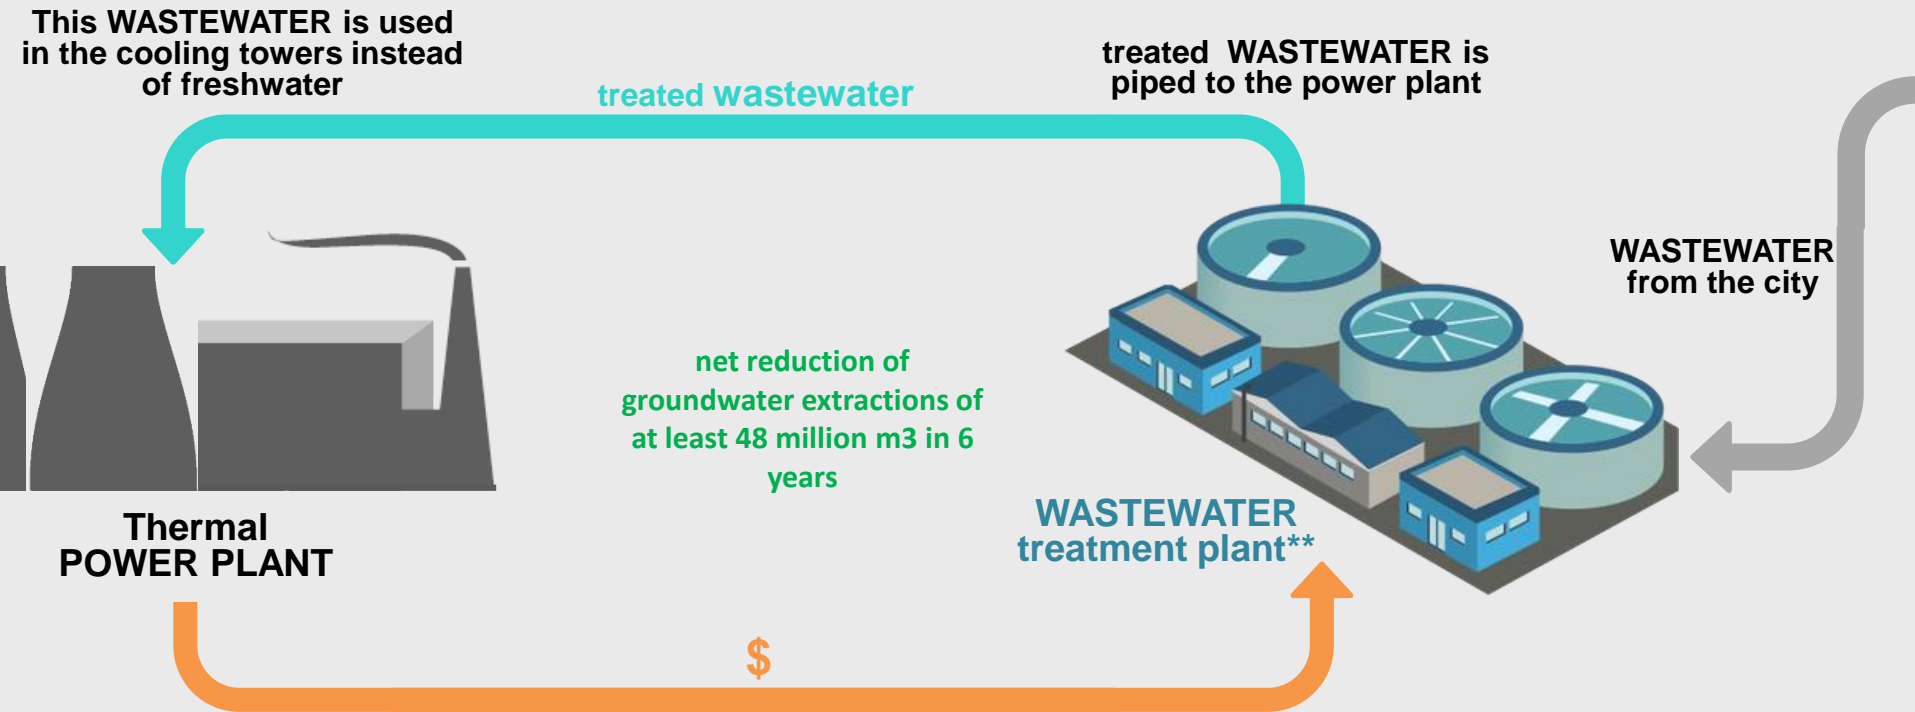 This WASTEWATER is used
in the cooling towers instead
of freshwater
treated wastewater
treated WASTEWATER is
piped to the power plant
WASTEWATER
from the city
net reduction of
groundwater extractions of
at least 48 million m3 in 6
years
WASTEWATER
treatment plant**
Thermal
POWER PLANT
$